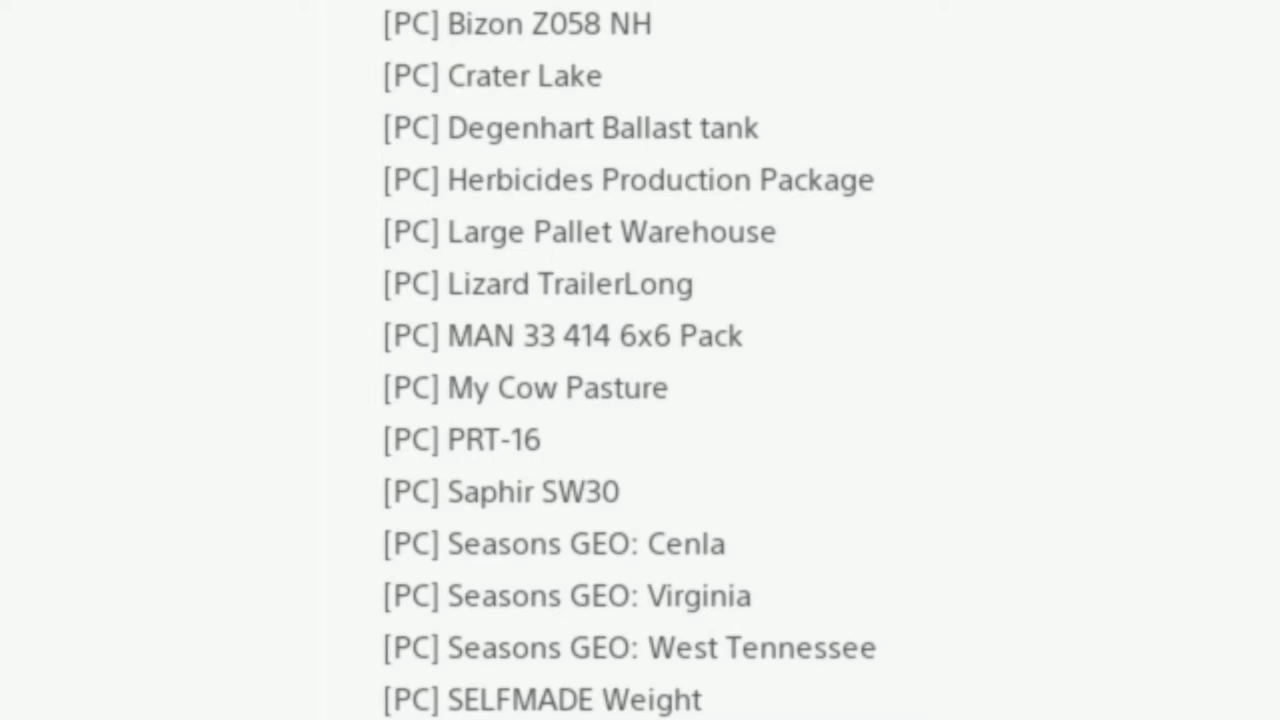 [PC] Bizon Z058 NH
[PC] Crater Lake
[PC] Degenhart Ballast tank
[PC] Herbicides Production Package
[PC] Large Pallet Warehouse
[PC] Lizard TrailerLong
[PC] MAN 33 414 6x6 Pack
[PC] My Cow Pasture
[PC] PRT-16
[PC] Saphir SW30
[PC] Seasons GEO: Cenla
[PC] Seasons GEO: Virginia
[PC] Seasons GEO: West Tennessee
[PC] SELFMADE Weight